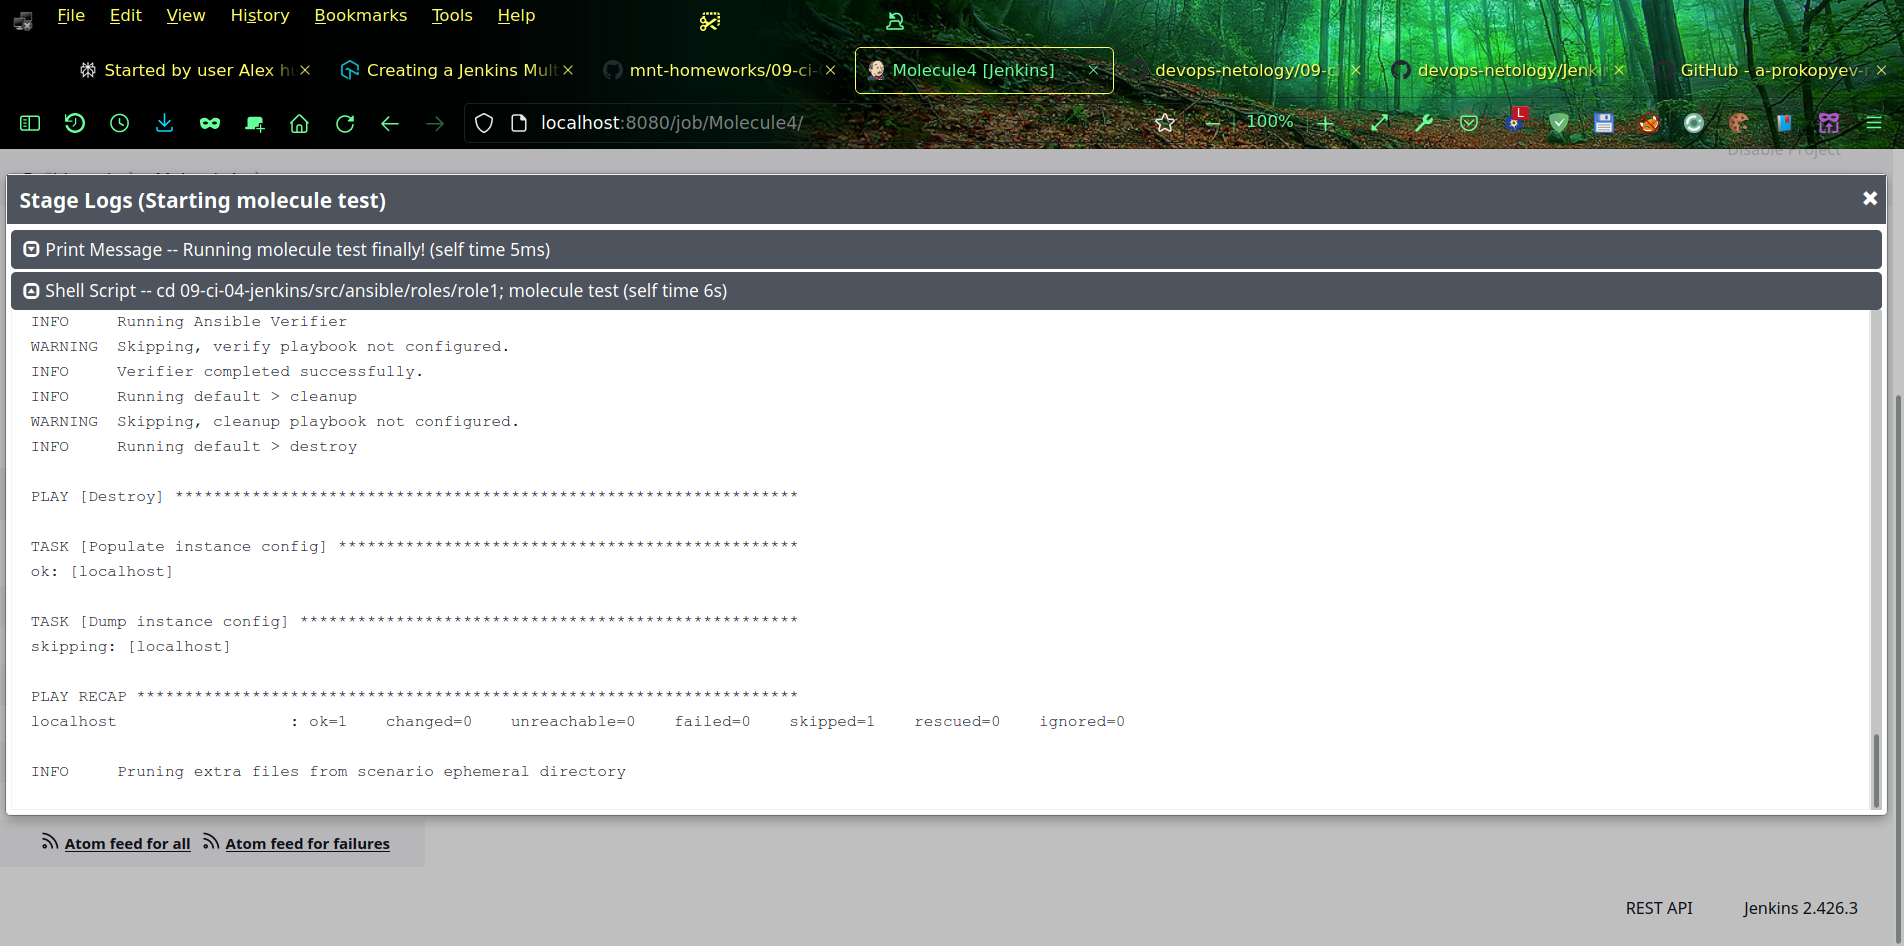 File Edit View History Bookmarks Tools Help
Started by user Alex hu
Creating a Jenkins Mult
mnt-homeworks/09-ci-
Molecule4 [Jenkins]
devops-netology/09-c
devops-netology/Jenki
GitHub - a-prokopyev-r
localhost:8080/job/Molecule4/
100%
L
Disable Project
Stage Logs (Starting molecule test)
Print Message -- Running molecule test finally! (self time 5ms)
Shell Script -- cd 09-ci-04-jenkins/src/ansible/roles/role1; molecule test (self time 6s)
INFO     Running Ansible Verifier
WARNING  Skipping, verify playbook not configured.
INFO     Verifier completed successfully.
INFO     Running default > cleanup
WARNING  Skipping, cleanup playbook not configured.
INFO     Running default > destroy
PLAY [Destroy] *****************************************************************
TASK [Populate instance config] ************************************************
ok: [localhost]
TASK [Dump instance config] ****************************************************
skipping: [localhost]
PLAY RECAP *********************************************************************
localhost                  : ok=1    changed=0    unreachable=0    failed=0    skipped=1    rescued=0    ignored=0
INFO     Pruning extra files from scenario ephemeral directory
Atom feed for all Atom feed for failures
REST API Jenkins 2.426.3